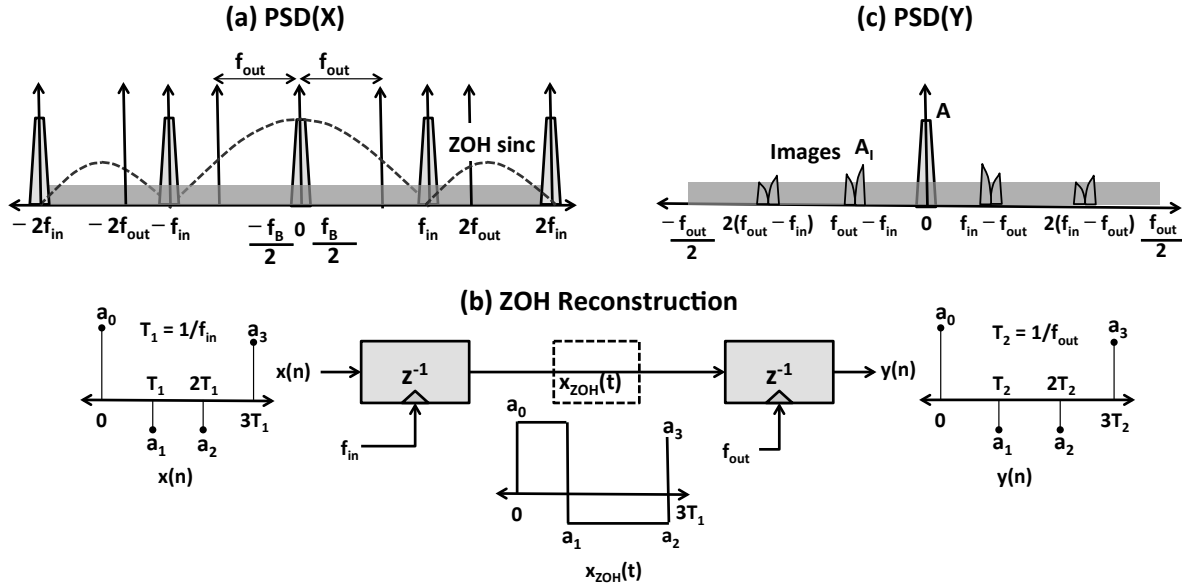 (a) PSD(X)
(c) PSD(Y)
f_out f_out
ZOH sinc
− 2f_in − 2f_out − f_in − f_B/2 0 f_B/2 f_in 2f_out 2f_in
A
Images A_I
− f_out/2 2(f_out − f_in) f_out − f_in 0 f_in − f_out 2(f_in − f_out) f_out/2
(b) ZOH Reconstruction
a_0 T_1 = 1/f_in a_3
T_1 2T_1
0 3T_1
a_1 a_2
x(n)
x(n) z^-1 x_ZOH(t) z^-1 y(n)
f_in f_out
a_0 a_3
0 3T_1
a_1 a_2
x_ZOH(t)
a_0 T_2 = 1/f_out a_3
T_2 2T_2
0 3T_2
a_1 a_2
y(n)